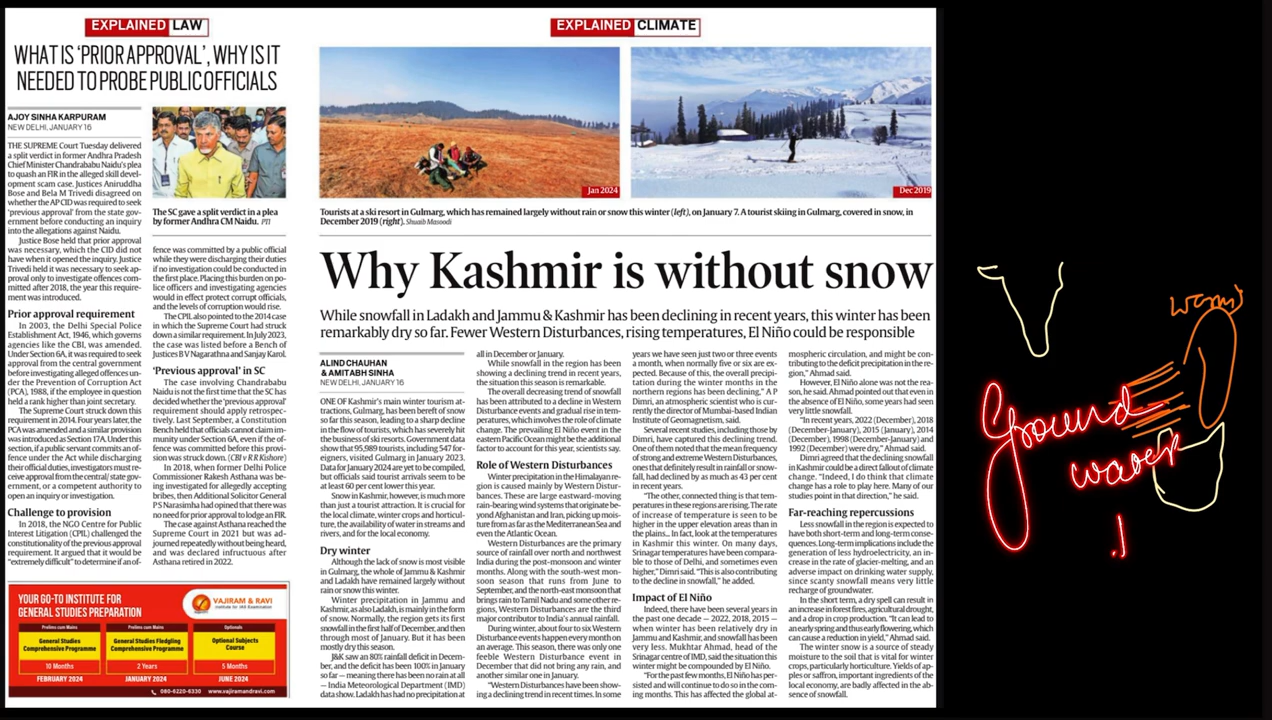 EXPLAINED LAW
WHAT IS ‘PRIOR APPROVAL’, WHY IS IT
NEEDED TO PROBE PUBLIC OFFICIALS
AJOY SINHA KARPURAM
NEW DELHI, JANUARY 16
THE SUPREME Court Tuesday delivered
a split verdict in former Andhra Pradesh
Chief Minister Chandrababu Naidu's plea
to quash an FIR in the alleged skill devel-
opment scam case. Justices Aniruddha
Bose and Bela M Trivedi disagreed on
whether the AP CID was required to seek
‘previous approval’ from the state gov-
ernment before conducting an inquiry
into the allegations against Naidu.
Justice Bose held that prior approval
was necessary, which the CID did not
have when it opened the inquiry. Justice
Trivedi held it was necessary to seek ap-
proval only to investigate offences com-
mitted after 2018, the year this require-
ment was introduced.
Prior approval requirement
In 2003, the Delhi Special Police
Establishment Act, 1946, which governs
agencies like the CBI, was amended.
Under Section 6A, it was required to seek
approval from the central government
before investigating alleged offences un-
der the Prevention of Corruption Act
(PCA), 1988, if the employee in question
held a rank higher than joint secretary.
The Supreme Court struck down this
requirement in 2014. Four years later, the
PCA was amended and a similar provision
was introduced as Section 17A. Under this
section, if a public servant commits an of-
fence under the Act while discharging
their official duties, investigators must re-
ceive approval from the central/ state gov-
ernment, or a competent authority to
open an inquiry or investigation.
Challenge to provision
In 2018, the NGO Centre for Public
Interest Litigation (CPIL) challenged the
constitutionality of the previous approval
requirement. It argued that it would be
“extremely difficult” to determine if an of-
The SC gave a split verdict in a plea
by former Andhra CM Naidu. PTI
fence was committed by a public official
while they were discharging their duties
if no investigation could be conducted in
the first place. Placing this burden on po-
lice officers and investigating agencies
would in effect protect corrupt officials,
and the levels of corruption would rise.
The CPIL also pointed to the 2014 case
in which the Supreme Court had struck
down a similar requirement. In July 2023,
the case was listed before a Bench of
Justices B V Nagarathna and Sanjay Karol.
‘Previous approval’ in SC
The case involving Chandrababu
Naidu is not the first time that the SC has
decided whether the ‘previous approval’
requirement should apply retrospec-
tively. Last September, a Constitution
Bench held that officials cannot claim im-
munity under Section 6A, even if the of-
fence was committed before this provi-
sion was struck down. (CBI v R R Kishore)
In 2018, when former Delhi Police
Commissioner Rakesh Asthana was be-
ing investigated for allegedly accepting
bribes, then Additional Solicitor General
P S Narasimha had opined that there was
no need for prior approval to lodge an FIR.
The case against Asthana reached the
Supreme Court in 2021 but was ad-
journed repeatedly without being heard,
and was declared infructuous after
Asthana retired in 2022.
YOUR GO-TO INSTITUTE FOR
GENERAL STUDIES PREPARATION
VAJIRAM & RAVI
Institute for IAS Examination
Prelims cum Mains
General Studies
Comprehensive Programme
10 Months
FEBRUARY 2024
Prelims cum Mains
General Studies Fledgling
Comprehensive Programme
2 Years
JANUARY 2024
Optionals
Optional Subjects
Course
5 Months
JUNE 2024
080-6220-6330 www.vajiramandravi.com
EXPLAINED CLIMATE
Jan 2024
Dec 2019
Tourists at a ski resort in Gulmarg, which has remained largely without rain or snow this winter (left), on January 7. A tourist skiing in Gulmarg, covered in snow, in
December 2019 (right). Shuaib Masoodi
Why Kashmir is without snow
While snowfall in Ladakh and Jammu & Kashmir has been declining in recent years, this winter has been
remarkably dry so far. Fewer Western Disturbances, rising temperatures, El Niño could be responsible
ALIND CHAUHAN
& AMITABH SINHA
NEW DELHI, JANUARY 16
ONE OF Kashmir's main winter tourism at-
tractions, Gulmarg, has been bereft of snow
so far this season, leading to a sharp decline
in the flow of tourists, which has severely hit
the business of ski resorts. Government data
show that 95,989 tourists, including 547 for-
eigners, visited Gulmarg in January 2023.
Data for January 2024 are yet to be compiled,
but officials said tourist arrivals seem to be
at least 60 per cent lower this year.
Snow in Kashmir, however, is much more
than just a tourist attraction. It is crucial for
the local climate, winter crops and horticul-
ture, the availability of water in streams and
rivers, and for the local economy.
Dry winter
Although the lack of snow is most visible
in Gulmarg, the whole of Jammu & Kashmir
and Ladakh have remained largely without
rain or snow this winter.
Winter precipitation in Jammu and
Kashmir, as also Ladakh, is mainly in the form
of snow. Normally, the region gets its first
snowfall in the first half of December, and then
through most of January. But it has been
mostly dry this season.
J&K saw an 80% rainfall deficit in Decem-
ber, and the deficit has been 100% in January
so far — meaning there has been no rain at all
— India Meteorological Department (IMD)
data show. Ladakh has had no precipitation at
all in December or January.
While snowfall in the region has been
showing a declining trend in recent years,
the situation this season is remarkable.
The overall decreasing trend of snowfall
has been attributed to a decline in Western
Disturbance events and gradual rise in tem-
peratures, which involve the role of climate
change. The prevailing El Niño event in the
eastern Pacific Ocean might be the additional
factor to account for this year, scientists say.
Role of Western Disturbances
Winter precipitation in the Himalayan re-
gion is caused mainly by Western Distur-
bances. These are large eastward-moving
rain-bearing wind systems that originate be-
yond Afghanistan and Iran, picking up mois-
ture from as far as the Mediterranean Sea and
even the Atlantic Ocean.
Western Disturbances are the primary
source of rainfall over north and northwest
India during the post-monsoon and winter
months. Along with the south-west mon-
soon season that runs from June to
September, and the north-east monsoon that
brings rain to Tamil Nadu and some other re-
gions, Western Disturbances are the third
major contributor to India's annual rainfall.
During winter, about four to six Western
Disturbance events happen every month on
an average. This season, there was only one
feeble Western Disturbance event in
December that did not bring any rain, and
another similar one in January.
“Western Disturbances have been show-
ing a declining trend in recent times. In some
years we have seen just two or three events
a month, when normally five or six are ex-
pected. Because of this, the overall precipi-
tation during the winter months in the
northern regions has been declining,” A P
Dimri, an atmospheric scientist who is cur-
rently the director of Mumbai-based Indian
Institute of Geomagnetism, said.
Several recent studies, including those by
Dimri, have captured this declining trend.
One of them noted that the mean frequency
of strong and extreme Western Disturbances,
ones that definitely result in rainfall or snow-
fall, had declined by as much as 43 per cent
in recent years.
“The other, connected thing is that tem-
peratures in these regions are rising. The rate
of increase of temperature is seen to be
higher in the upper elevation areas than in
the plains... In fact, look at the temperatures
in Kashmir this winter. On many days,
Srinagar temperatures have been compara-
ble to those of Delhi, and sometimes even
higher,” Dimri said. “This is also contributing
to the decline in snowfall,” he added.
Impact of El Niño
Indeed, there have been several years in
the past one decade — 2022, 2018, 2015 —
when winter has been relatively dry in
Jammu and Kashmir, and snowfall has been
very less. Mukhtar Ahmad, head of the
Srinagar centre of IMD, said the situation this
winter might be compounded by El Niño.
“For the past few months, El Niño has per-
sisted and will continue to do so in the com-
ing months. This has affected the global at-
mospheric circulation, and might be con-
tributing to the deficit precipitation in the re-
gion,” Ahmad said.
However, El Niño alone was not the rea-
son, he said. Ahmad pointed out that even in
the absence of El Niño, some years had seen
very little snowfall.
“In recent years, 2022 (December), 2018
(December-January), 2015 (January), 2014
(December), 1998 (December-January) and
1992 (December) were dry,” Ahmad said.
Dimri agreed that the declining snowfall
in Kashmir could be a direct fallout of climate
change. “Indeed, I do think that climate
change has a role to play here. Many of our
studies point in that direction,” he said.
Far-reaching repercussions
Less snowfall in the region is expected to
have both short-term and long-term conse-
quences. Long-term implications include the
generation of less hydroelectricity, an in-
crease in the rate of glacier-melting, and an
adverse impact on drinking water supply,
since scanty snowfall means very little
recharge of groundwater.
In the short term, a dry spell can result in
an increase in forest fires, agricultural drought,
and a drop in crop production. “It can lead to
an early spring and thus early flowering, which
can cause a reduction in yield,” Ahmad said.
The winter snow is a source of steady
moisture to the soil that is vital for winter
crops, particularly horticulture. Yields of ap-
ples or saffron, important ingredients of the
local economy, are badly affected in the ab-
sence of snowfall.
warm
Ground
water